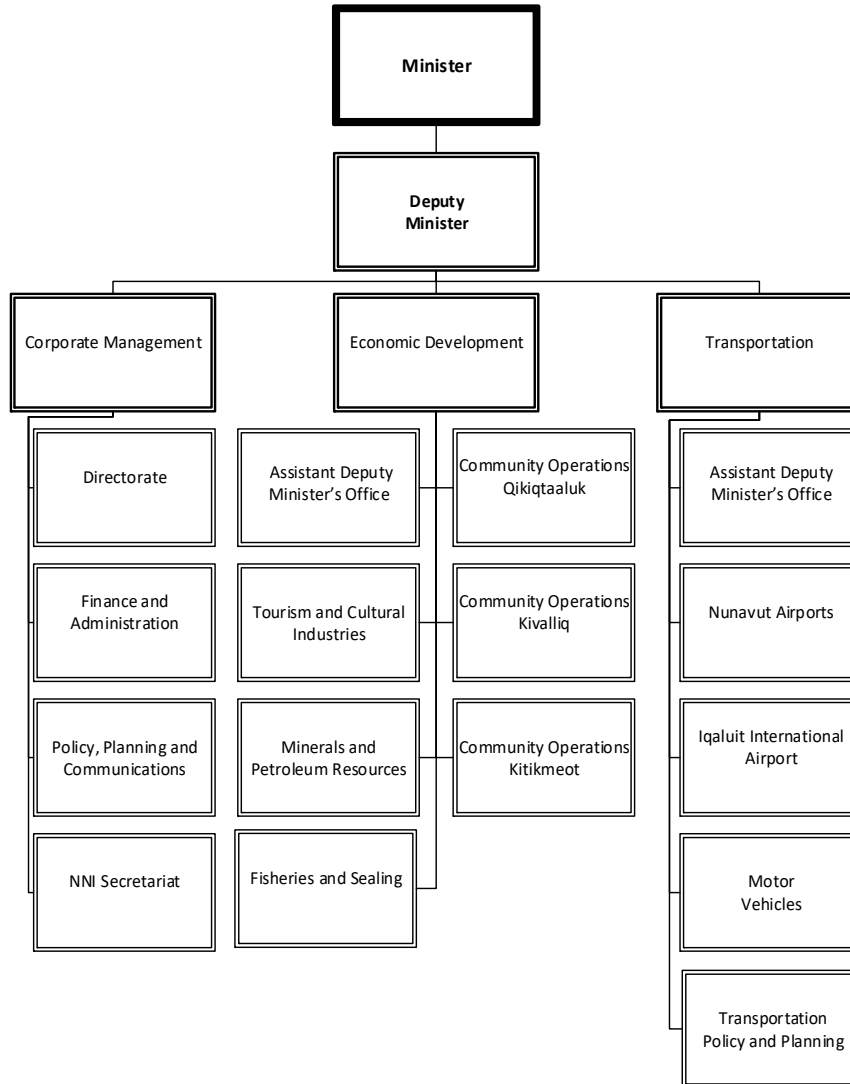 Minister
Deputy
Minister
Corporate Management
Economic Development
Transportation
Directorate
Assistant Deputy
Minister’s Office
Community Operations
Qikiqtaaluk
Assistant Deputy
Minister’s Office
Finance and
Administration
Tourism and Cultural
Industries
Community Operations
Kivalliq
Nunavut Airports
Policy, Planning and
Communications
Minerals and
Petroleum Resources
Community Operations
Kitikmeot
Iqaluit International
Airport
NNI Secretariat
Fisheries and Sealing
Motor
Vehicles
Transportation
Policy and Planning